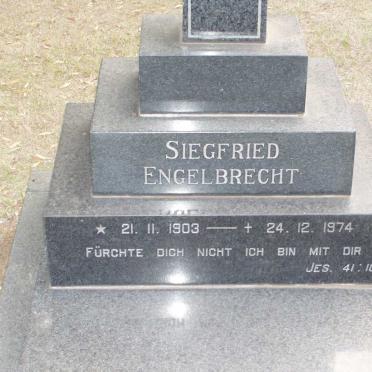 SIEGFRIED
ENGELBRECHT
★ 21. 11. 1903 — + 24. 12. 1974
FÜRCHTE DICH NICHT ICH BIN MIT DIR
JES. 41:10